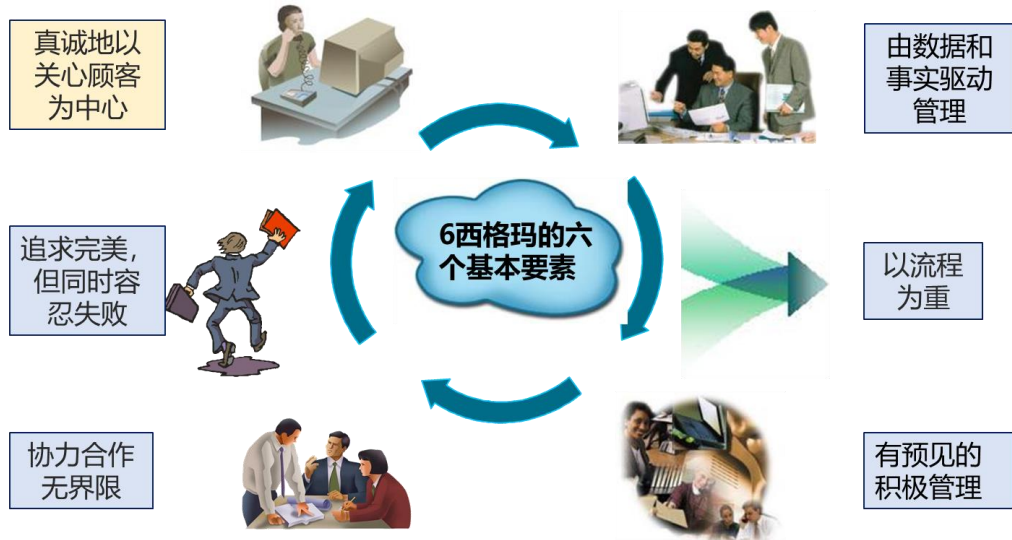 真诚地以
关心顾客
为中心
由数据和
事实驱动
管理
6西格玛的六
个基本要素
追求完美，
但同时容
忍失败
以流程
为重
协力合作
无界限
有预见的
积极管理